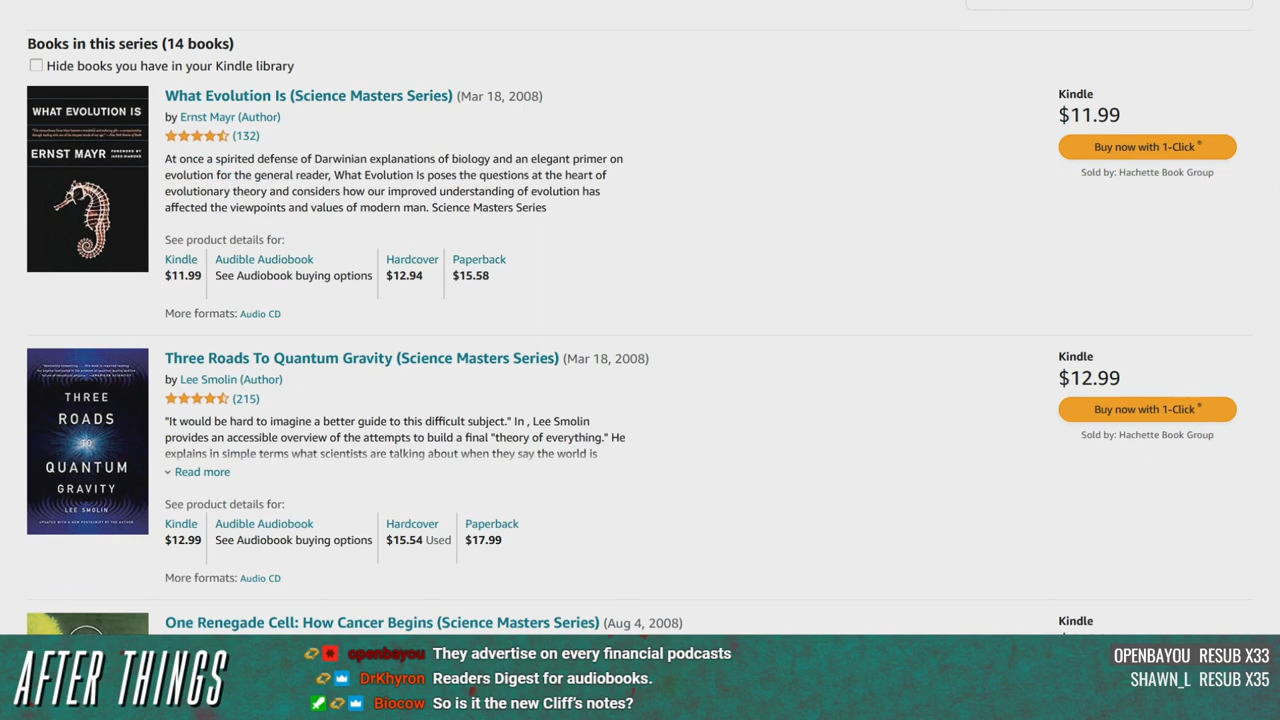 Books in this series (14 books)
Hide books you have in your Kindle library
WHAT EVOLUTION IS
ERNST MAYR
FOREWORD BY
JARED DIAMOND
What Evolution Is (Science Masters Series) (Mar 18, 2008)
by Ernst Mayr (Author)
(132)
At once a spirited defense of Darwinian explanations of biology and an elegant primer on
evolution for the general reader, What Evolution Is poses the questions at the heart of
evolutionary theory and considers how our improved understanding of evolution has
affected the viewpoints and values of modern man. Science Masters Series
See product details for:
Kindle Audible Audiobook Hardcover Paperback
$11.99 See Audiobook buying options $12.94 $15.58
More formats: Audio CD
Kindle
$11.99
Buy now with 1-Click ®
Sold by: Hachette Book Group
THREE
ROADS
TO
QUANTUM
GRAVITY
LEE SMOLIN
UPDATED WITH A NEW POSTSCRIPT BY THE AUTHOR
Three Roads To Quantum Gravity (Science Masters Series) (Mar 18, 2008)
by Lee Smolin (Author)
(215)
"It would be hard to imagine a better guide to this difficult subject." In , Lee Smolin
provides an accessible overview of the attempts to build a final "theory of everything." He
explains in simple terms what scientists are talking about when they say the world is
Read more
See product details for:
Kindle Audible Audiobook Hardcover Paperback
$12.99 See Audiobook buying options $15.54 Used $17.99
More formats: Audio CD
Kindle
$12.99
Buy now with 1-Click ®
Sold by: Hachette Book Group
One Renegade Cell: How Cancer Begins (Science Masters Series) (Aug 4, 2008)
Kindle
AFTER THINGS
openbayou They advertise on every financial podcasts
DrKhyron Readers Digest for audiobooks.
Biocow So is it the new Cliff's notes?
OPENBAYOU RESUB X33
SHAWN_L RESUB X35